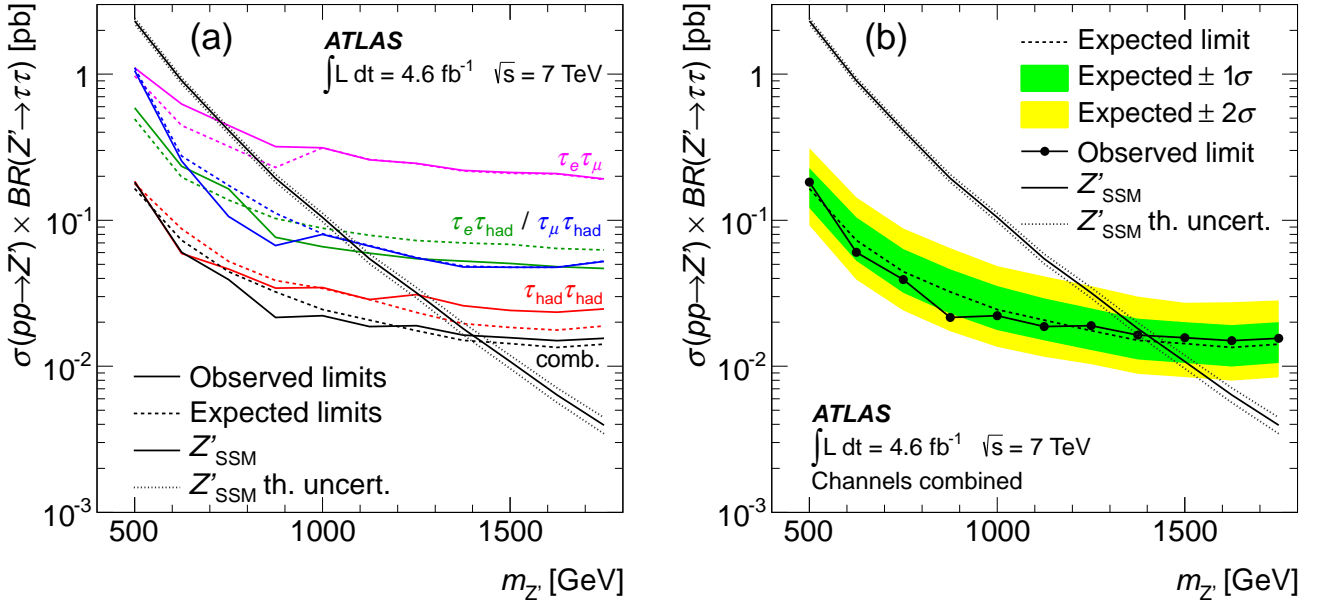 σ(pp→Z') × BR(Z'→ττ) [pb]
1
10⁻¹
10⁻²
10⁻³
(a)
ATLAS
∫L dt = 4.6 fb⁻¹ √s = 7 TeV
τₑτμ
τₑτhad / τμτhad
τhadτhad
comb.
Observed limits
Expected limits
Z'SSM
Z'SSM th. uncert.
500 1000 1500
mZ' [GeV]
σ(pp→Z') × BR(Z'→ττ) [pb]
1
10⁻¹
10⁻²
10⁻³
(b)
Expected limit
Expected ± 1σ
Expected ± 2σ
Observed limit
Z'SSM
Z'SSM th. uncert.
ATLAS
∫L dt = 4.6 fb⁻¹ √s = 7 TeV
Channels combined
500 1000 1500
mZ' [GeV]